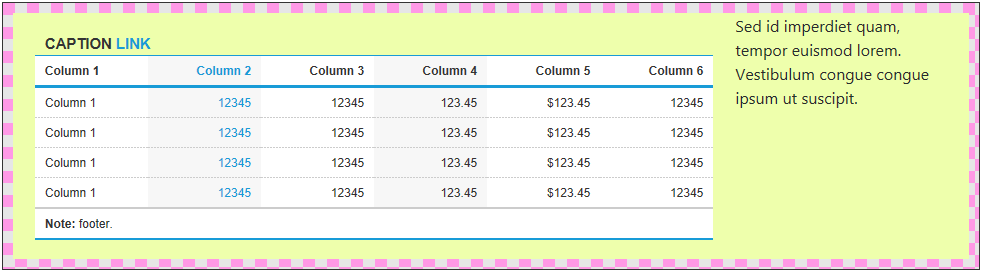 CAPTION LINK
Column 1 Column 2 Column 3 Column 4 Column 5 Column 6
Column 1 12345 12345 123.45 $123.45 12345
Column 1 12345 12345 123.45 $123.45 12345
Column 1 12345 12345 123.45 $123.45 12345
Column 1 12345 12345 123.45 $123.45 12345
Note: footer.
Sed id imperdiet quam,
tempor euismod lorem.
Vestibulum congue congue
ipsum ut suscipit.